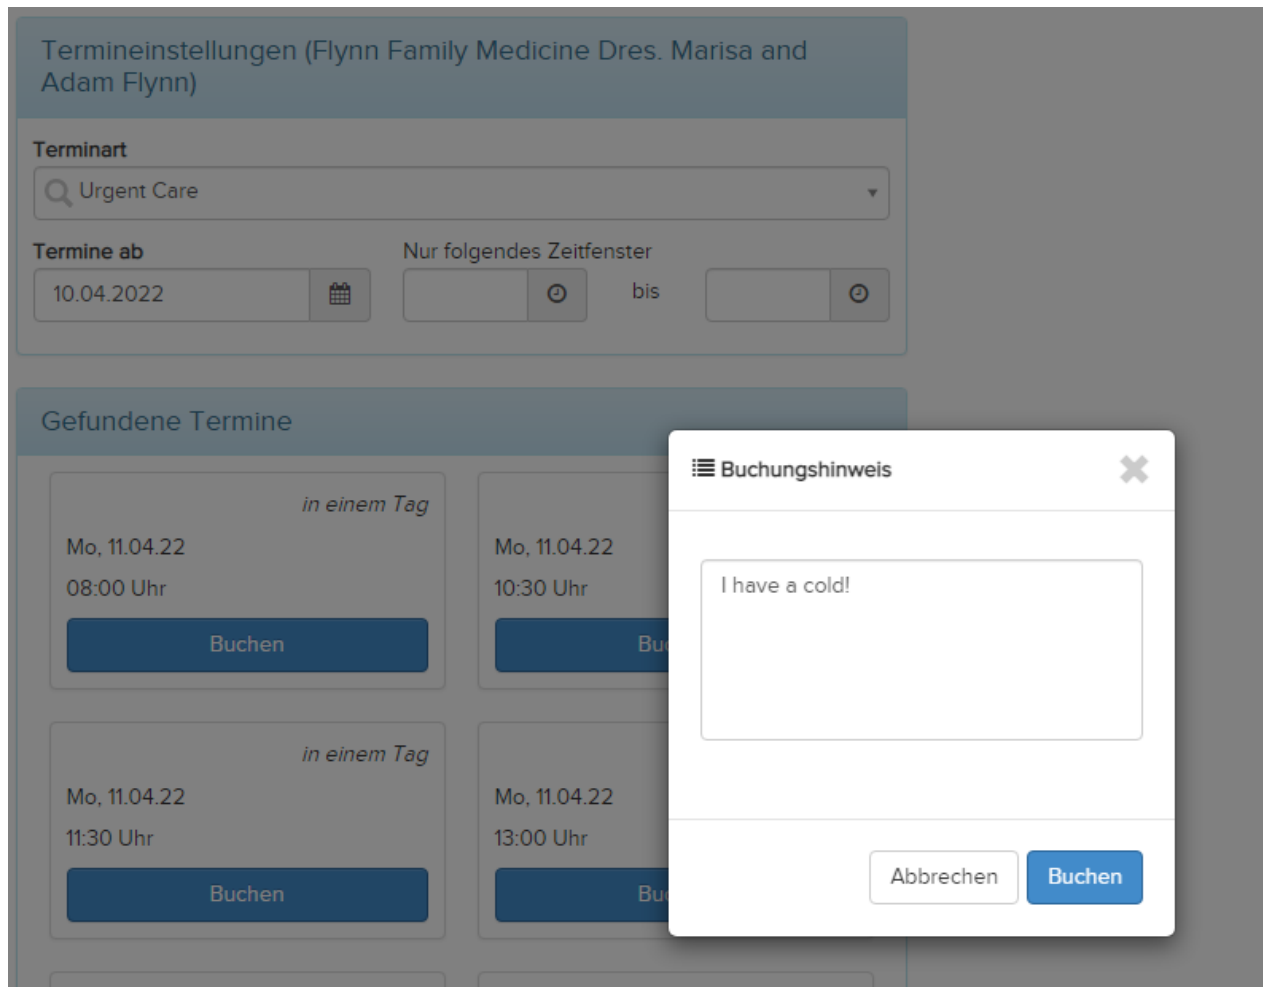 Termineinstellungen (Flynn Family Medicine Dres. Marisa and
Adam Flynn)
Terminart
Urgent Care
Termine ab
Nur folgendes Zeitfenster
10.04.2022
bis
Gefundene Termine
in einem Tag
Mo, 11.04.22
08:00 Uhr
Buchen
Mo, 11.04.22
10:30 Uhr
in einem Tag
Mo, 11.04.22
11:30 Uhr
Buchen
Mo, 11.04.22
13:00 Uhr
Buchungshinweis
I have a cold!
Abbrechen
Buchen